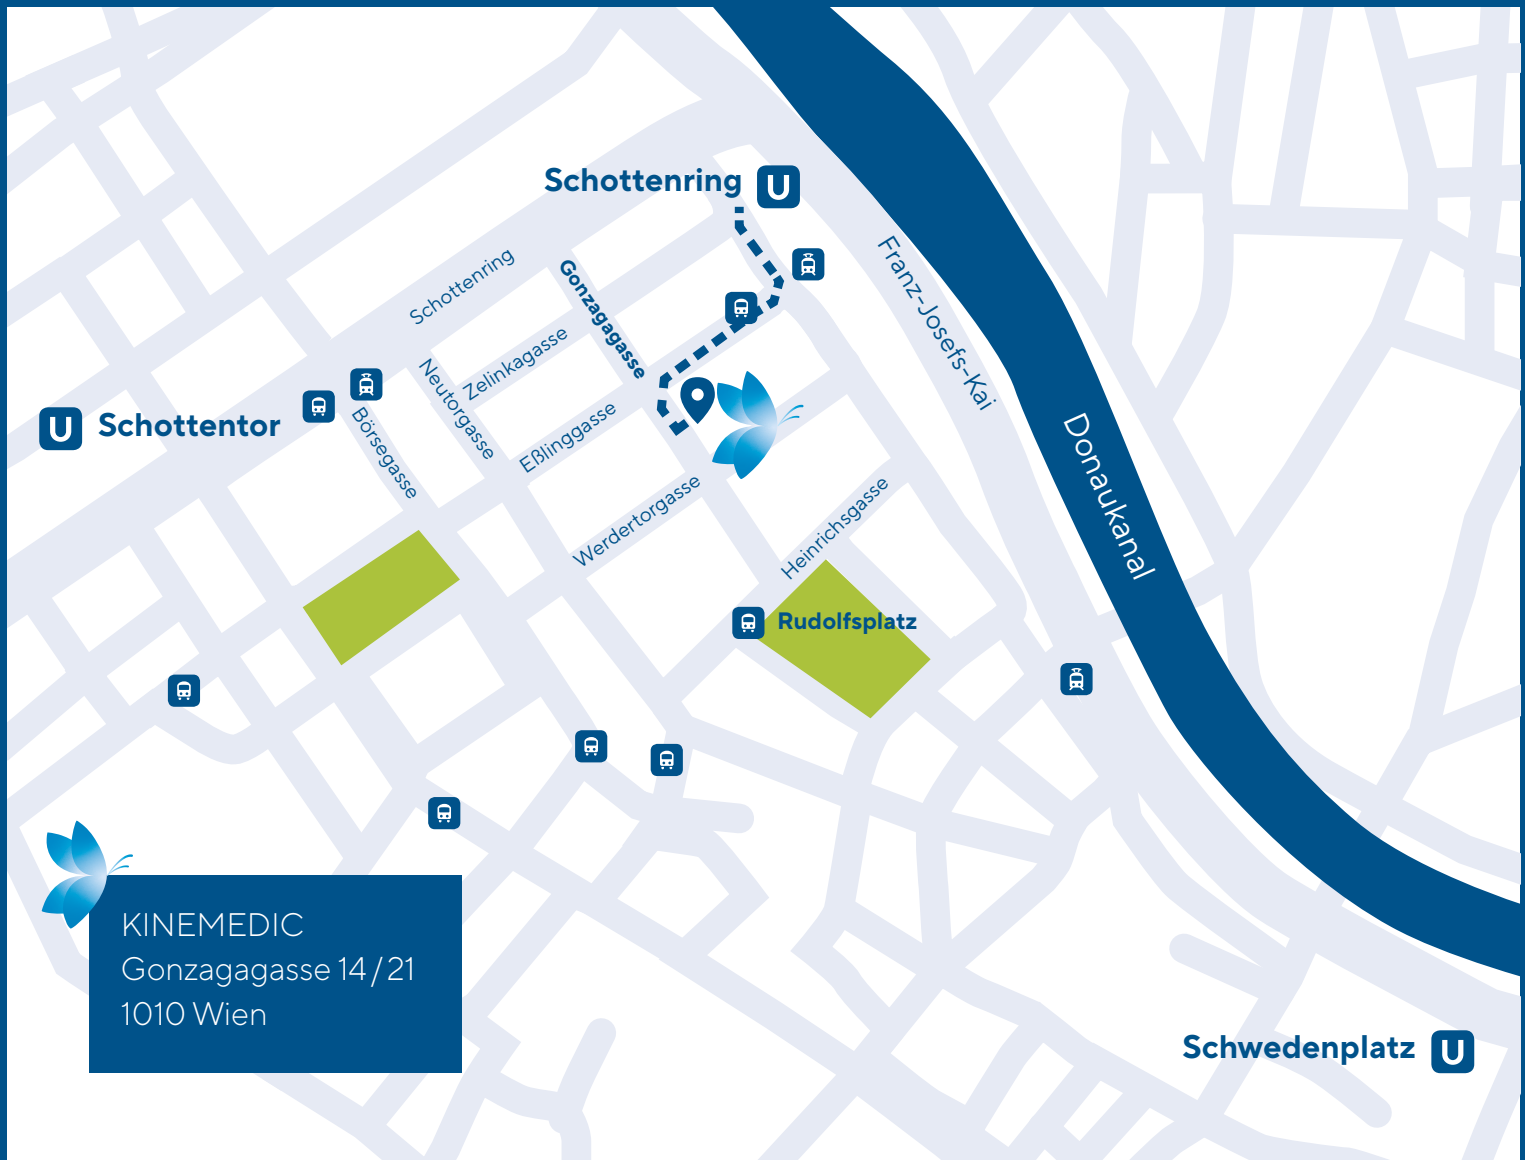 Schottenring U
Franz-Josefs-Kai
Schottenring
Gonzagagasse
Zelinkagasse
Neutorgasse
U Schottentor
Börsegasse
Eßlinggasse
Donaukanal
Werdertorgasse
Heinrichsgasse
Rudolfsplatz
KINEMEDIC
Gonzagagasse 14/21
1010 Wien
Schwedenplatz U